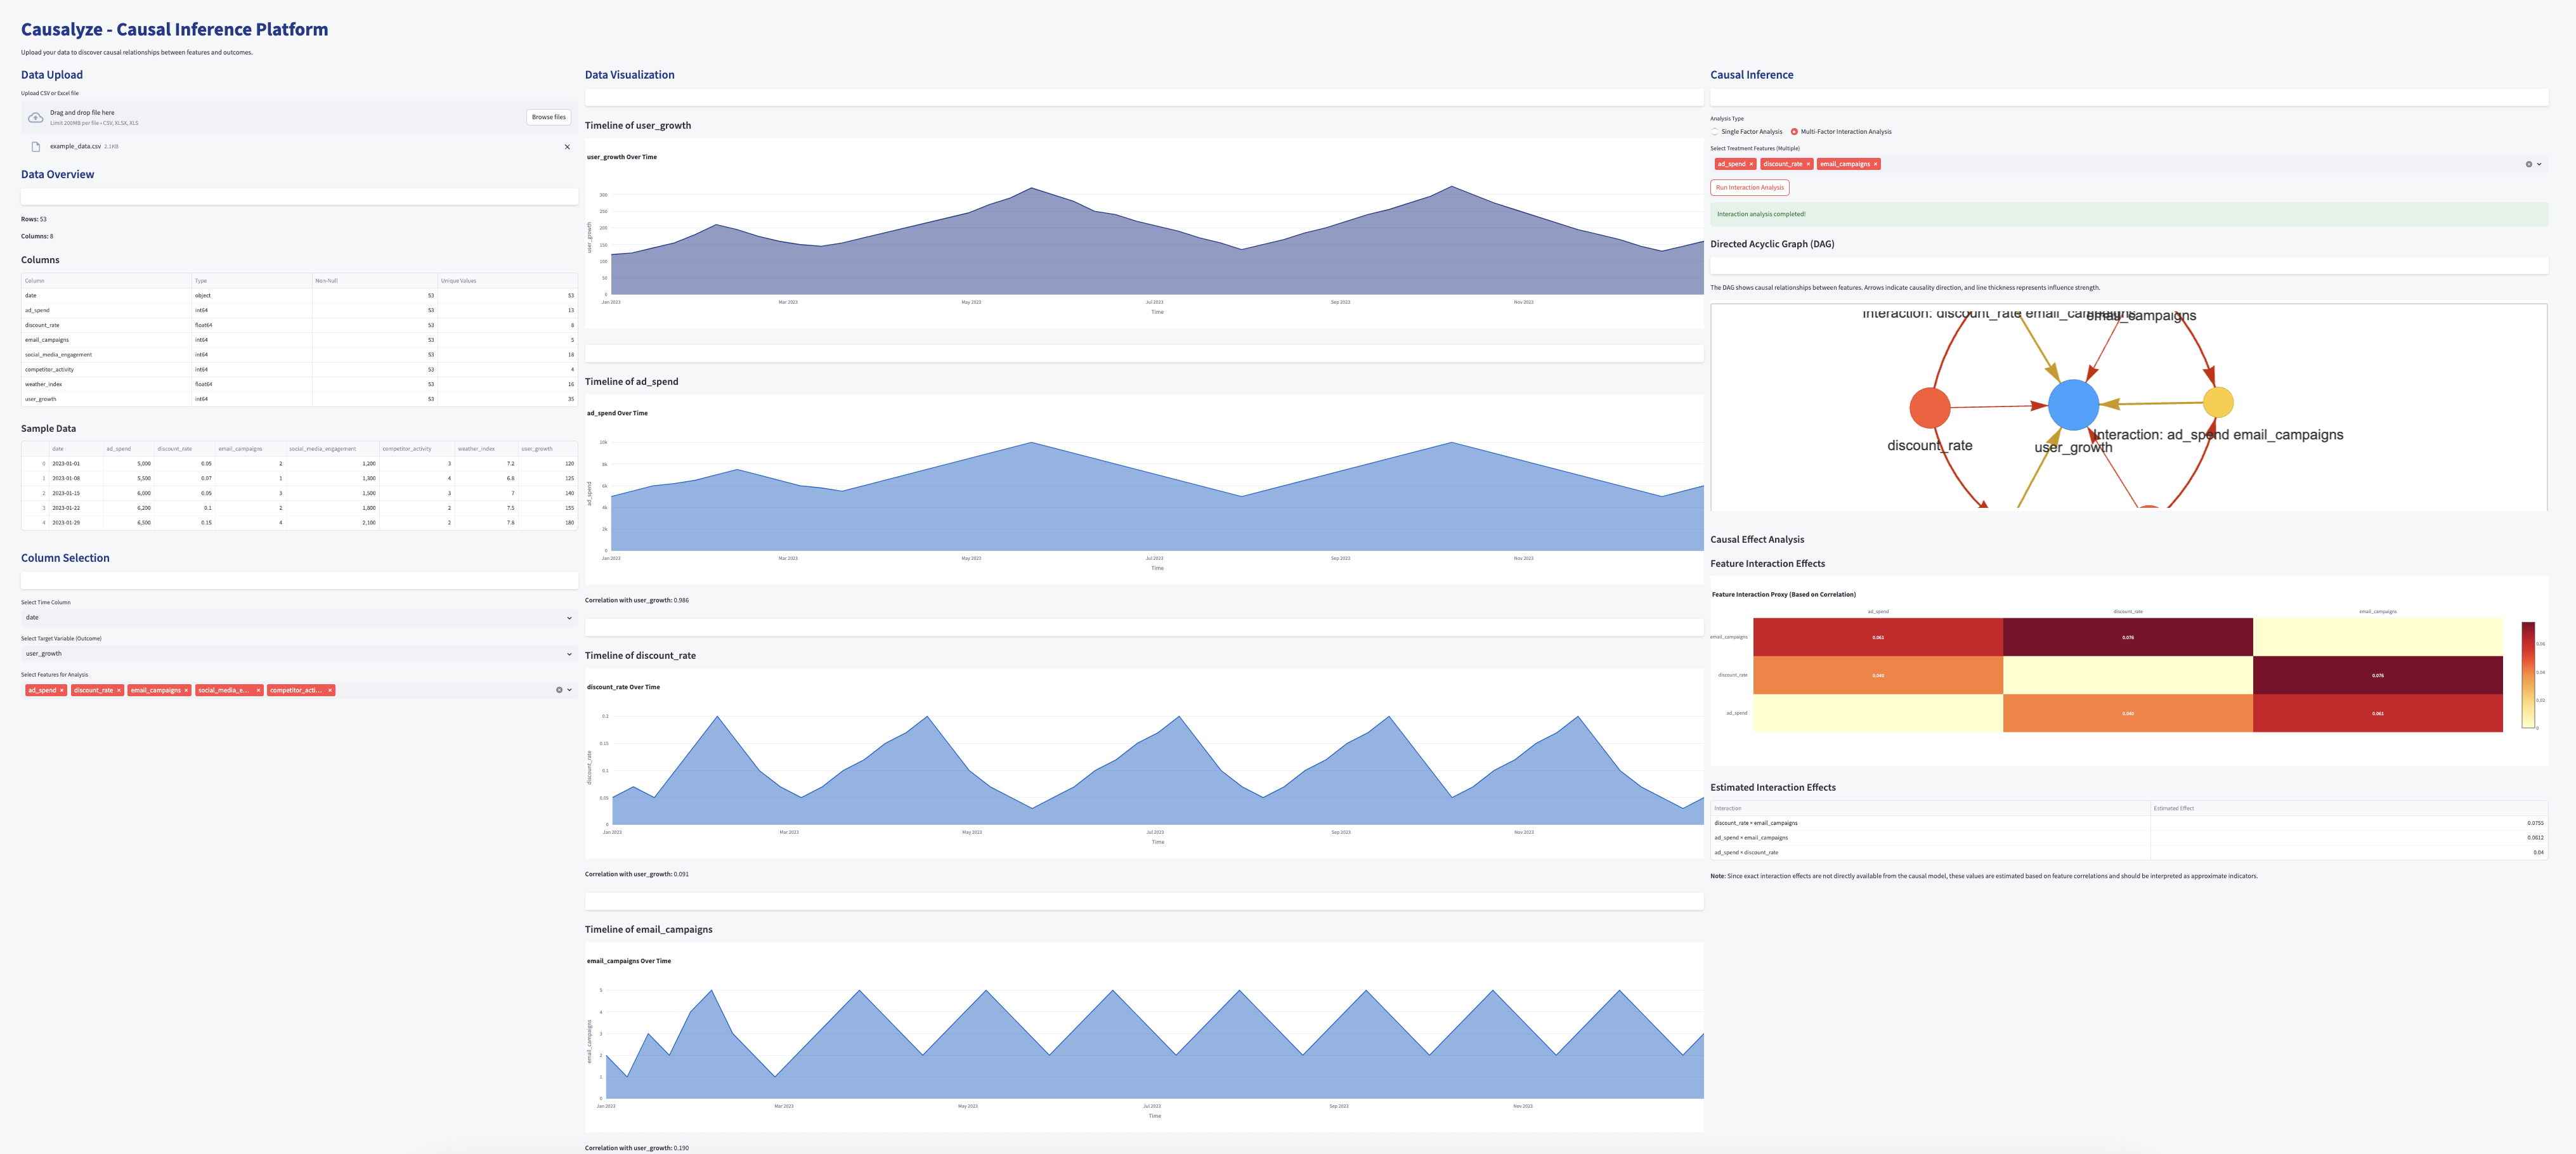 Causalyze - Causal Inference Platform
Upload your data to discover causal relationships between features and outcomes.
Data Upload
Upload CSV or Excel file
Drag and drop file here
Limit 200MB per file • CSV, XLSX, XLS
Browse files
example_data.csv 2.1KB
Data Overview
Rows: 53
Columns: 8
Columns
Column Type Non-Null Unique Values
date object 53 53
ad_spend int64 53 13
discount_rate float64 53 8
email_campaigns int64 53 5
social_media_engagement int64 53 18
competitor_activity int64 53 4
weather_index float64 53 16
user_growth int64 53 35
Sample Data
date ad_spend discount_rate email_campaigns social_media_engagement competitor_activity weather_index user_growth
0 2023-01-01 5,000 0.05 2 1,200 3 7.2 120
1 2023-01-08 5,500 0.07 1 1,300 4 6.8 125
2 2023-01-15 6,000 0.05 3 1,500 3 7 140
3 2023-01-22 6,200 0.1 2 1,800 2 7.5 155
4 2023-01-29 6,500 0.15 4 2,100 2 7.8 180
Column Selection
Select Time Column
date
Select Target Variable (Outcome)
user_growth
Select Features for Analysis
ad_spend × discount_rate × email_campaigns × social_media_e... × competitor_acti... ×
Data Visualization
Timeline of user_growth
user_growth Over Time
300
250
200
150
100
50
0
user_growth
Jan 2023 Mar 2023 May 2023 Jul 2023 Sep 2023 Nov 2023
Time
Timeline of ad_spend
ad_spend Over Time
10k
8k
6k
4k
2k
0
ad_spend
Jan 2023 Mar 2023 May 2023 Jul 2023 Sep 2023 Nov 2023
Time
Correlation with user_growth: 0.986
Timeline of discount_rate
discount_rate Over Time
0.2
0.15
0.1
0.05
0
discount_rate
Jan 2023 Mar 2023 May 2023 Jul 2023 Sep 2023 Nov 2023
Time
Correlation with user_growth: 0.091
Timeline of email_campaigns
email_campaigns Over Time
5
4
3
2
1
0
email_campaigns
Jan 2023 Mar 2023 May 2023 Jul 2023 Sep 2023 Nov 2023
Time
Correlation with user_growth: 0.190
Causal Inference
Analysis Type
Single Factor Analysis Multi-Factor Interaction Analysis
Select Treatment Features (Multiple)
ad_spend × discount_rate × email_campaigns ×
Run Interaction Analysis
Interaction analysis completed!
Directed Acyclic Graph (DAG)
The DAG shows causal relationships between features. Arrows indicate causality direction, and line thickness represents influence strength.
Interaction: discount_rate email_campaigns
email_campaigns
Interaction: ad_spend email_campaigns
discount_rate
user_growth
Causal Effect Analysis
Feature Interaction Effects
Feature Interaction Proxy (Based on Correlation)
ad_spend discount_rate email_campaigns
email_campaigns 0.061 0.076
discount_rate 0.040 0.076
ad_spend 0.040 0.061
0.06
0.04
0.02
0
Estimated Interaction Effects
Interaction Estimated Effect
discount_rate × email_campaigns 0.0755
ad_spend × email_campaigns 0.0612
ad_spend × discount_rate 0.04
Note: Since exact interaction effects are not directly available from the causal model, these values are estimated based on feature correlations and should be interpreted as approximate indicators.